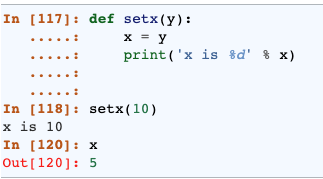 In [117]: def setx(y):
   .....:     x = y
   .....:     print('x is %d' % x)
   .....:
   .....:
In [118]: setx(10)
x is 10
In [120]: x
Out[120]: 5